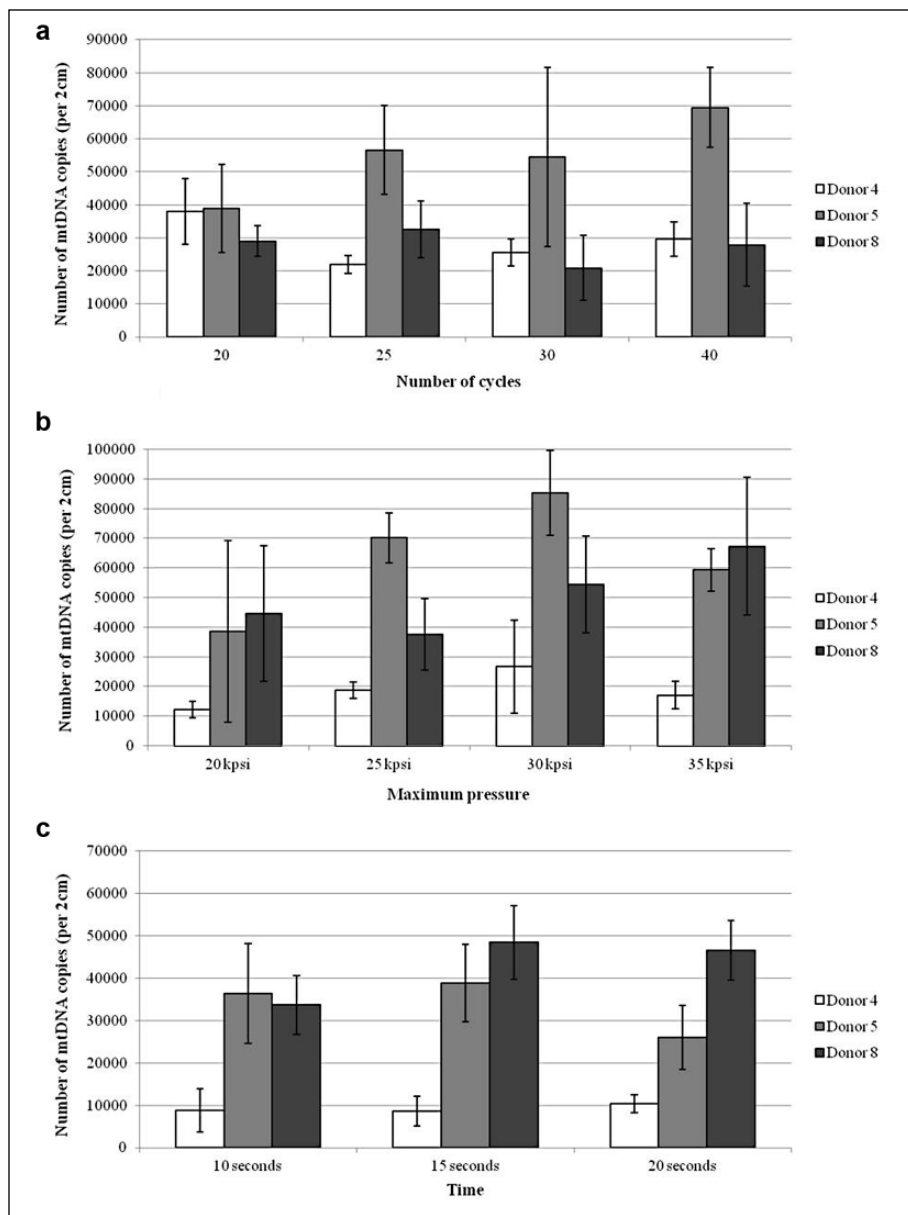 a
Number of mtDNA copies (per 2cm)
90000
80000
70000
60000
50000
40000
30000
20000
10000
0
20 25 30 40
Number of cycles
Donor 4
Donor 5
Donor 8
b
Number of mtDNA copies (per 2cm)
100000
90000
80000
70000
60000
50000
40000
30000
20000
10000
0
20 kpsi 25 kpsi 30 kpsi 35 kpsi
Maximum pressure
Donor 4
Donor 5
Donor 8
c
Number of mtDNA copies (per 2cm)
70000
60000
50000
40000
30000
20000
10000
0
10 seconds 15 seconds 20 seconds
Time
Donor 4
Donor 5
Donor 8